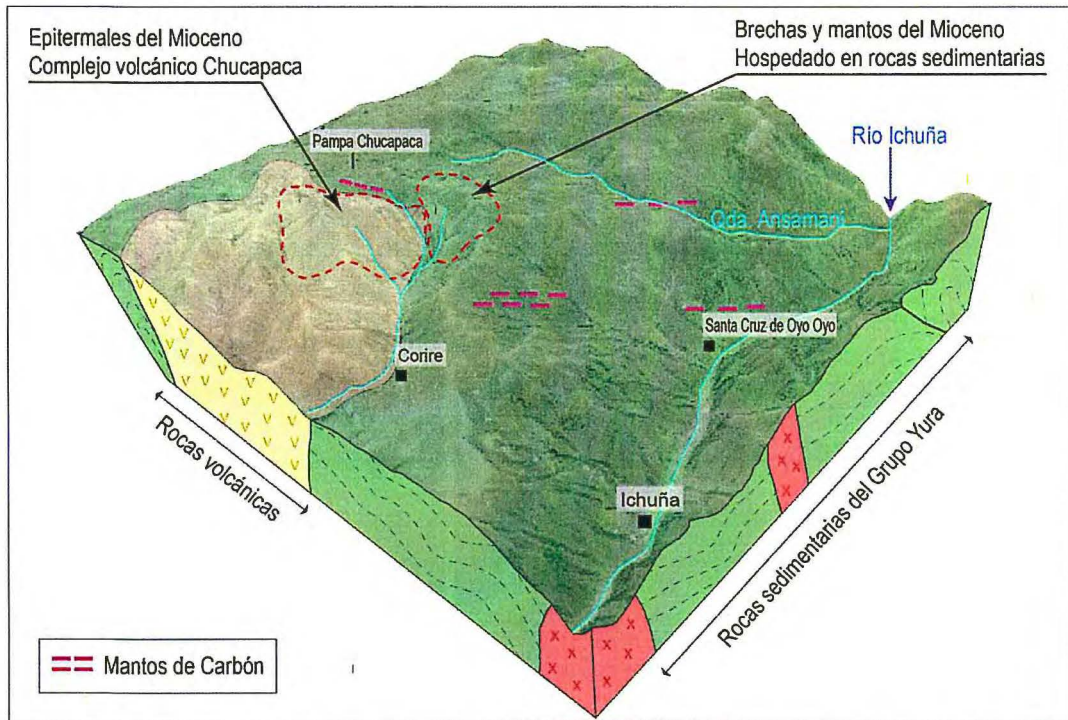 Epitermales del Mioceno
Complejo volcánico Chucapaca
Brechas y mantos del Mioceno
Hospedado en rocas sedimentarias
Río Ichuña
Pampa Chucapaca
Qda. Ansamani
Santa Cruz de Oyo Oyo
Corire
Ichuña
Rocas volcánicas
Rocas sedimentarias del Grupo Yura
Mantos de Carbón